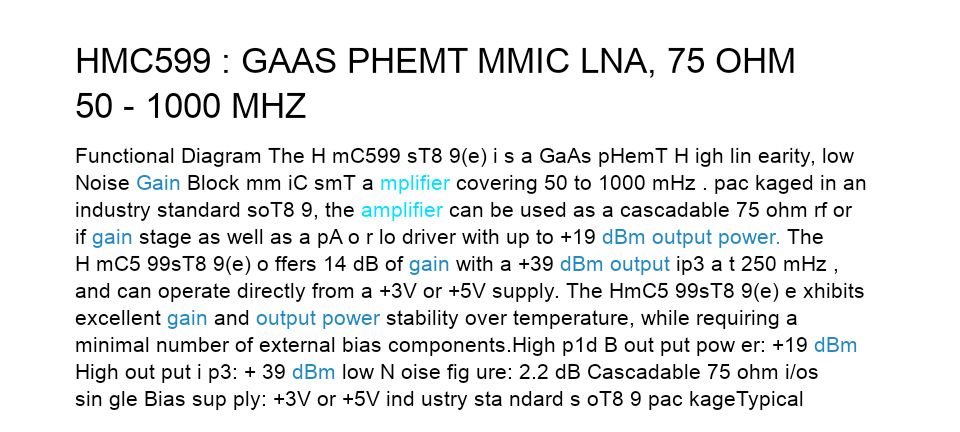 HMC599 : GAAS PHEMT MMIC LNA, 75 OHM
50 - 1000 MHZ
Functional Diagram The H mC599 sT8 9(e) i s a GaAs pHemT H igh lin earity, low
Noise Gain Block mm iC smT a mplifier covering 50 to 1000 mHz . pac kaged in an
industry standard soT8 9, the amplifier can be used as a cascadable 75 ohm rf or
if gain stage as well as a pA o r lo driver with up to +19 dBm output power. The
H mC5 99sT8 9(e) o ffers 14 dB of gain with a +39 dBm output ip3 a t 250 mHz ,
and can operate directly from a +3V or +5V supply. The HmC5 99sT8 9(e) e xhibits
excellent gain and output power stability over temperature, while requiring a
minimal number of external bias components.High p1d B out put pow er: +19 dBm
High out put i p3: + 39 dBm low N oise fig ure: 2.2 dB Cascadable 75 ohm i/os
sin gle Bias sup ply: +3V or +5V ind ustry sta ndard s oT8 9 pac kageTypical